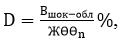 D = Вшок-обл / ЖӨӨn %,